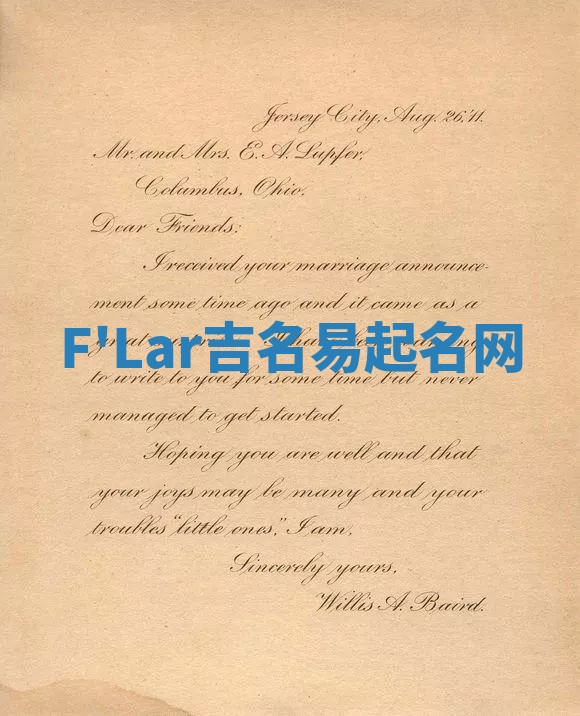 Jersey City, Aug. 26, '11.
Mr. and Mrs. E. A. Lupfer,
Columbus, Ohio.
Dear Friends:
I received your marriage announce-
ment some time ago and it came as a
great
F'Lar吉名易起名网
to write to you for some time but never
managed to get started.
Hoping you are well and that
your joys may be many and your
troubles "little ones," I am,
Sincerely yours,
Willis A. Baird.